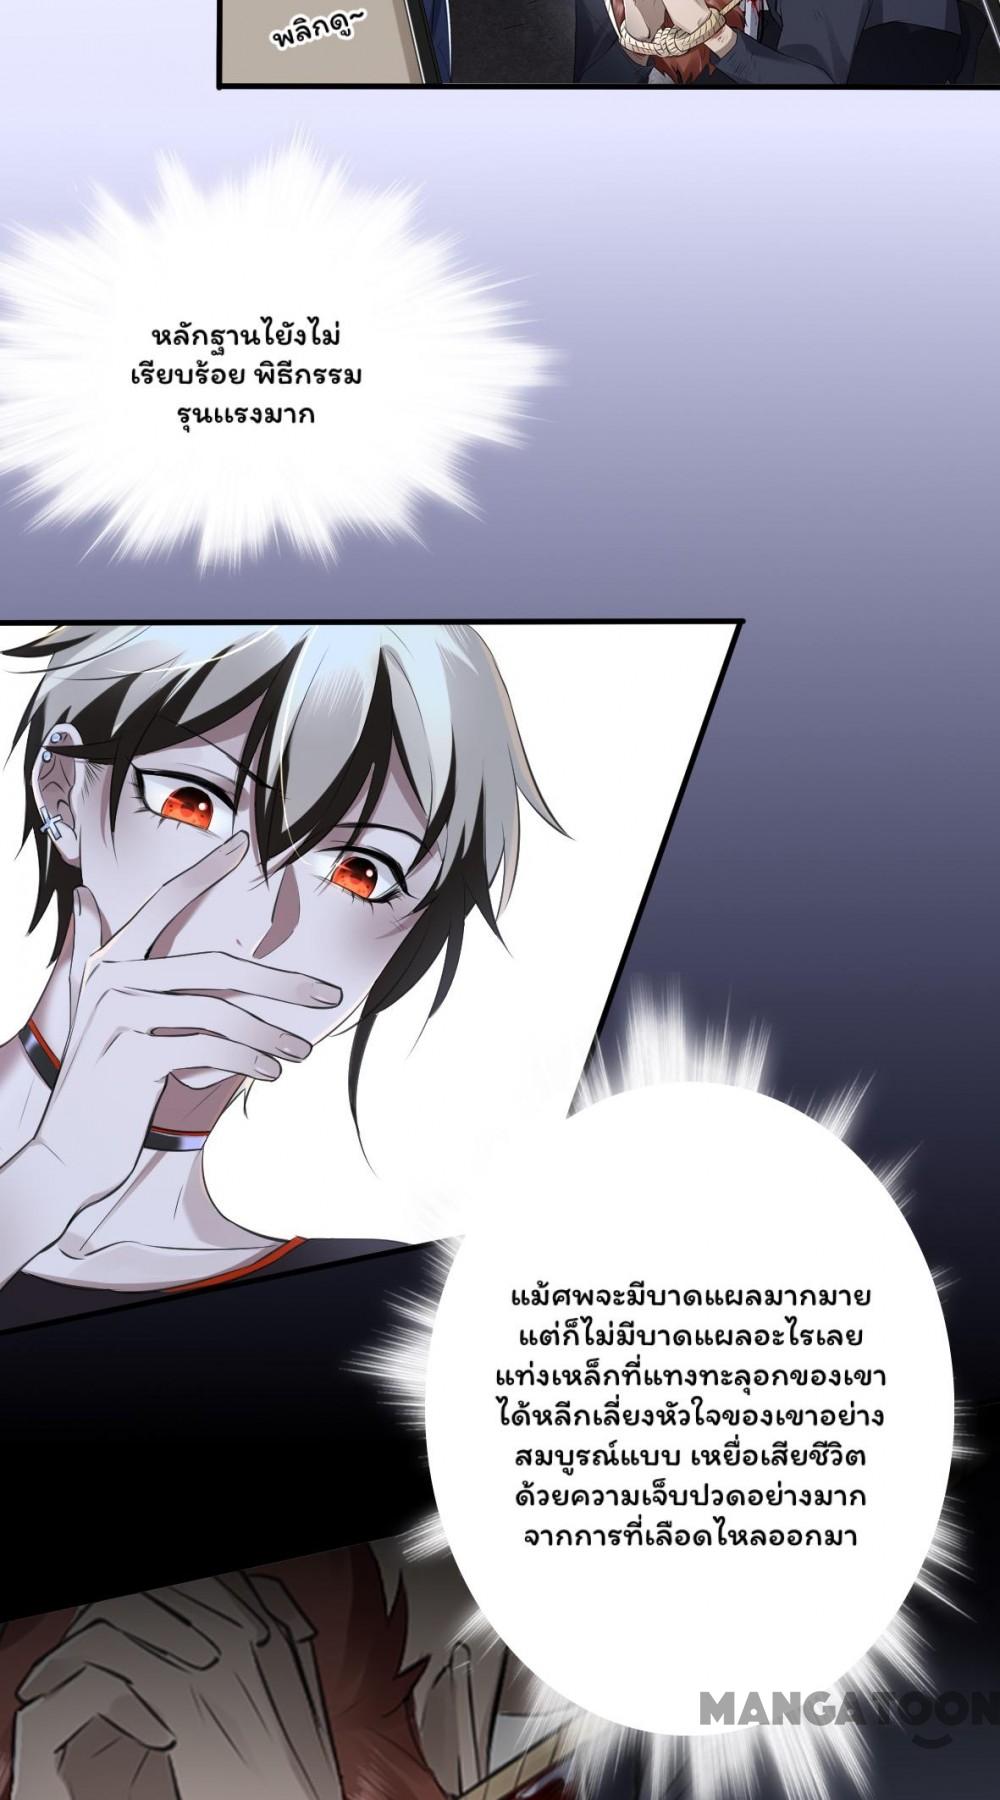 พลิกดู~
หลักฐานไยังไม่
เรียบร้อย พิธีกรรม
รุนแรงมาก
แม้ศพจะมีบาดแผลมากมาย
แต่ก็ไม่มีบาดแผลอะไรเลย
แท่งเหล็กที่แทงทะลุอกของเขา
ได้หลีกเลี่ยงหัวใจของเขาอย่าง
สมบูรณ์แบบ เหยื่อเสียชีวิต
ด้วยความเจ็บปวดอย่างมาก
จากการที่เลือดไหลออกมา
MANGATOON